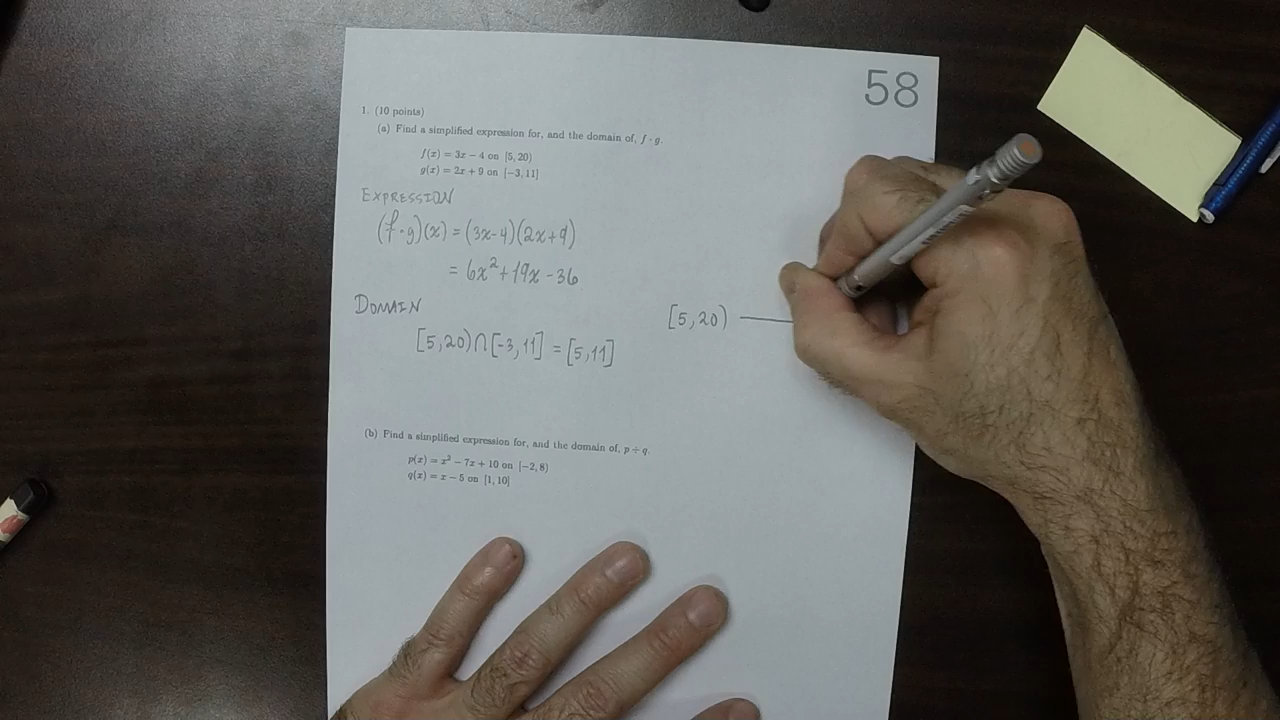 58
1. (10 points)
(a) Find a simplified expression for, and the domain of, f · g.
f(x) = 3x − 4 on [5, 20)
g(x) = 2x + 9 on [−3, 11]
EXPRESSION
(f·g)(x) = (3x-4)(2x+9)
= 6x² + 19x - 36
DOMAIN
[5,20) ∩ [-3,11] = [5,11]
[5,20)
(b) Find a simplified expression for, and the domain of, p ÷ q.
p(x) = x² − 7x + 10 on [−2, 8)
q(x) = x − 5 on [1, 10]